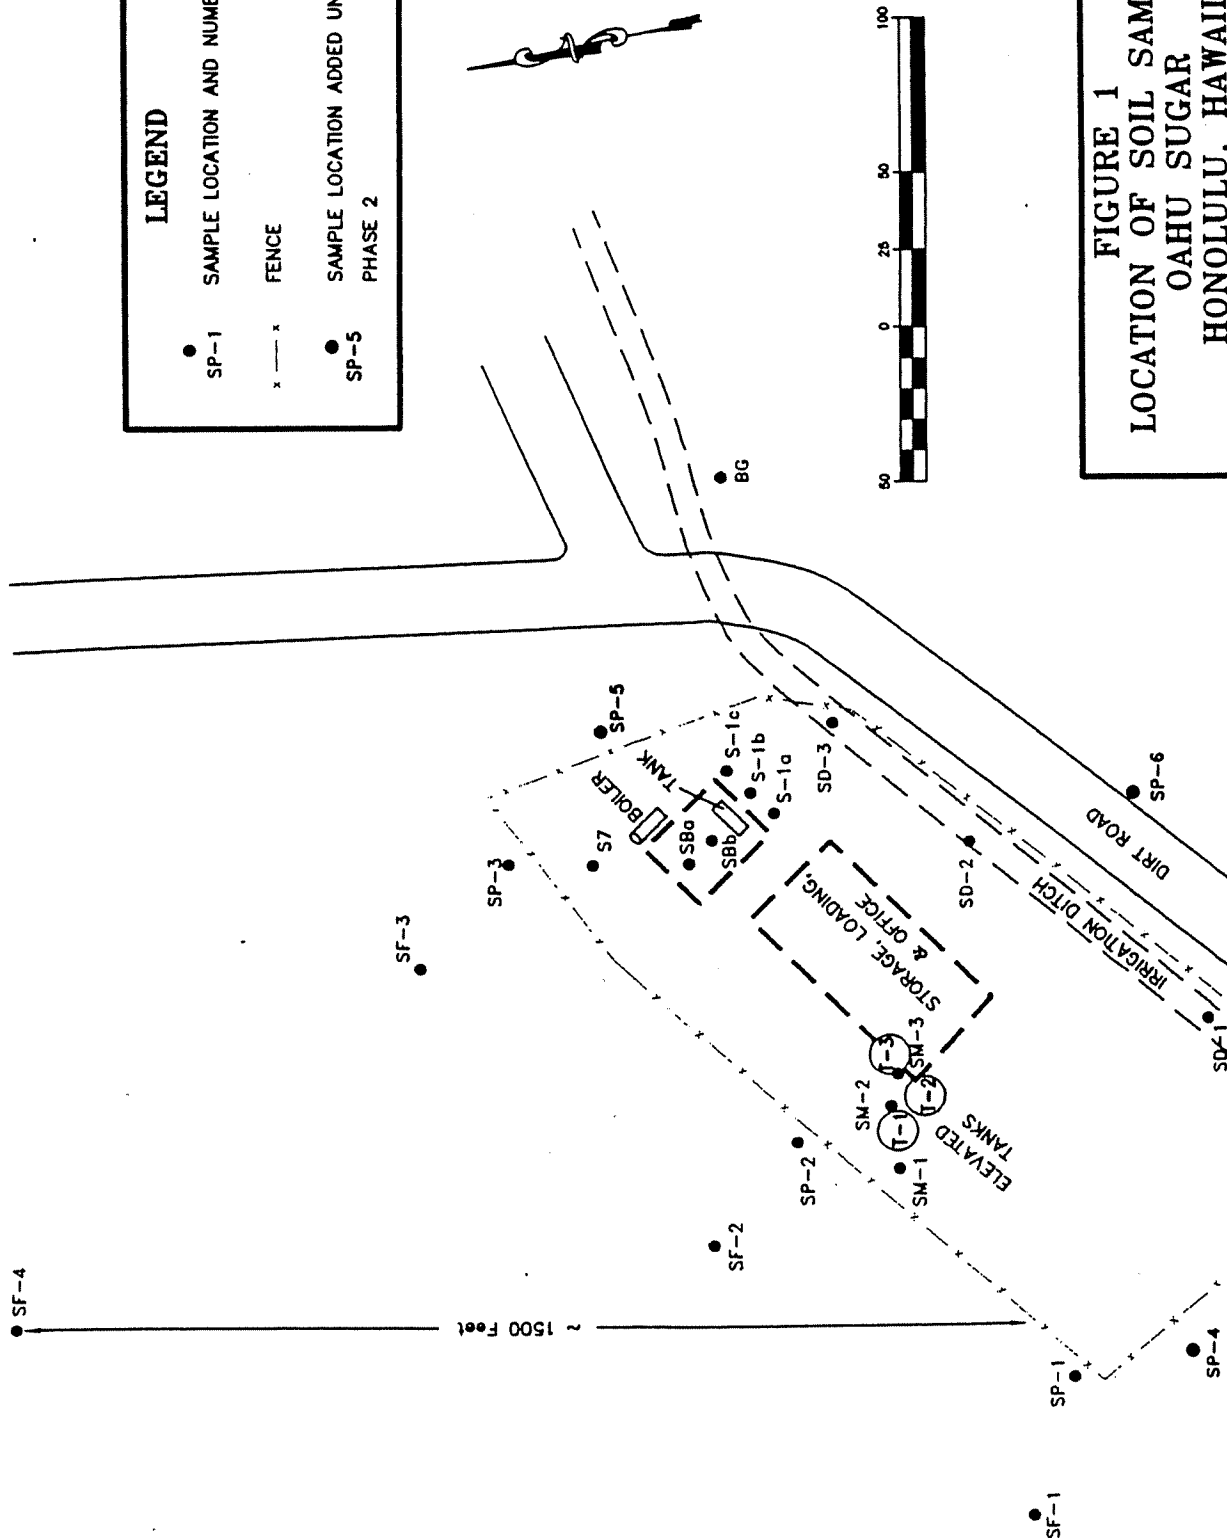 LEGEND
SP-1 SAMPLE LOCATION AND NUMBE
x — x FENCE
SP-5 SAMPLE LOCATION ADDED UN
PHASE 2
50 0 25 50 100
FIGURE 1
LOCATION OF SOIL SAM
OAHU SUGAR
HONOLULU, HAWAII
SF-4
~ 1500 Feet
SF-3
SP-3
SP-5
S7
BOILER
TANK
SBa
SBb
S-1c
S-1b
S-1a
BG
SD-3
SD-2
SD-1
SP-6
DIRT ROAD
IRRIGATION DITCH
STORAGE, LOADING,
& OFFICE
SF-2
SP-2
SM-2
SM-3
SM-1
T-3
T-2
T-1
ELEVATED
TANKS
SP-1
SP-4
SF-1